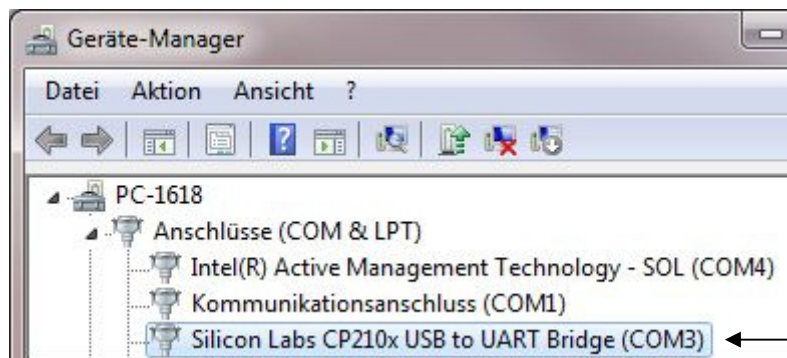 Geräte-Manager
Datei Aktion Ansicht ?
PC-1618
Anschlüsse (COM & LPT)
Intel(R) Active Management Technology - SOL (COM4)
Kommunikationsanschluss (COM1)
Silicon Labs CP210x USB to UART Bridge (COM3)